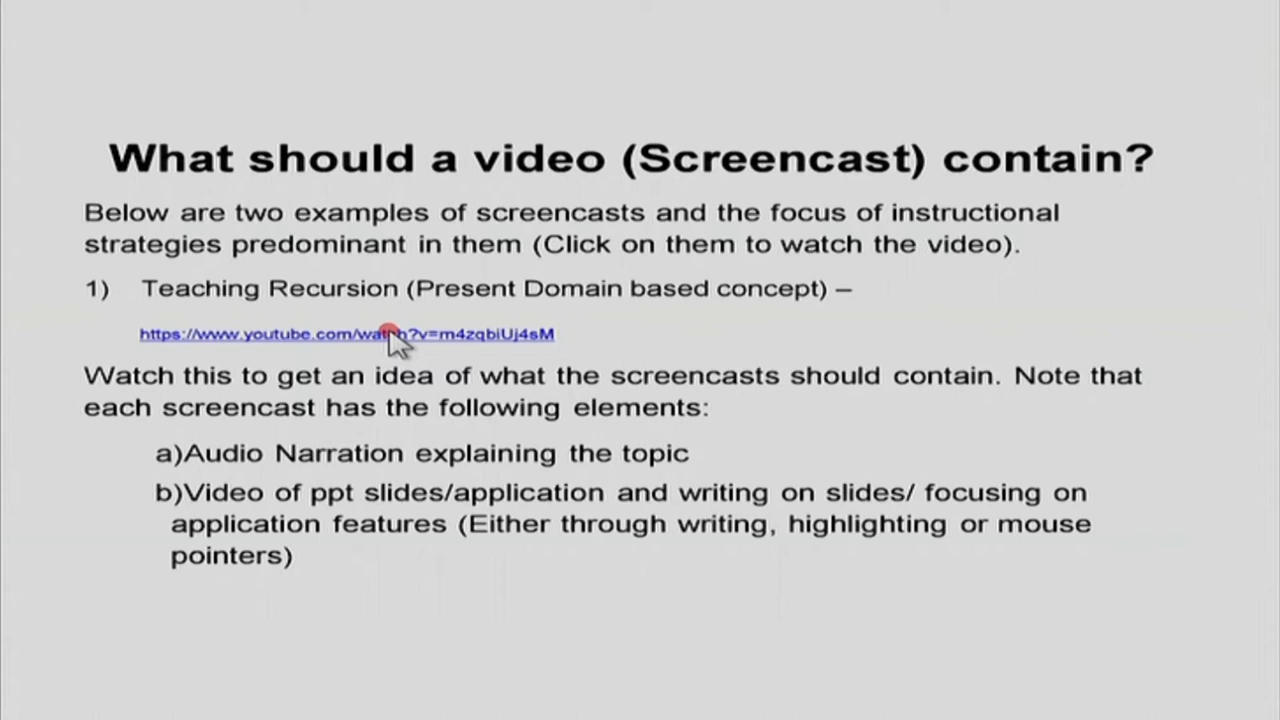 What should a video (Screencast) contain?
Below are two examples of screencasts and the focus of instructional
strategies predominant in them (Click on them to watch the video).
1) Teaching Recursion (Present Domain based concept) –
https://www.youtube.com/watch?v=m4zqbiUj4sM
Watch this to get an idea of what the screencasts should contain. Note that
each screencast has the following elements:
a)Audio Narration explaining the topic
b)Video of ppt slides/application and writing on slides/ focusing on
application features (Either through writing, highlighting or mouse
pointers)